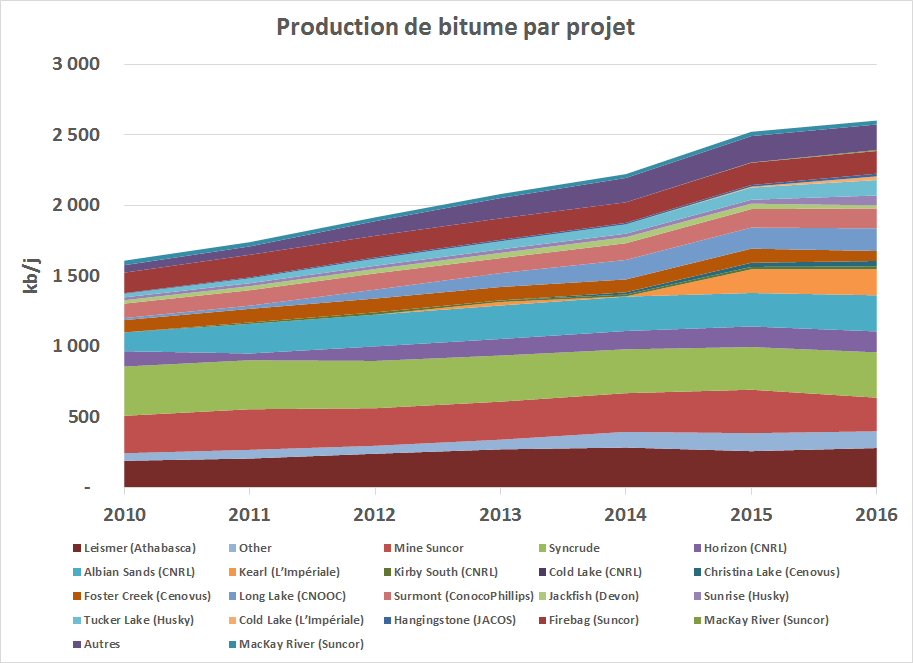 Production de bitume par projet
3 000
2 500
2 000
1 500
1 000
500
-
kb/j
2010 2011 2012 2013 2014 2015 2016
Leismer (Athabasca) Other Mine Suncor Syncrude Horizon (CNRL)
Albian Sands (CNRL) Kearl (L'Impériale) Kirby South (CNRL) Cold Lake (CNRL) Christina Lake (Cenovus)
Foster Creek (Cenovus) Long Lake (CNOOC) Surmont (ConocoPhillips) Jackfish (Devon) Sunrise (Husky)
Tucker Lake (Husky) Cold Lake (L'Impériale) Hangingstone (JACOS) Firebag (Suncor) MacKay River (Suncor)
Autres MacKay River (Suncor)